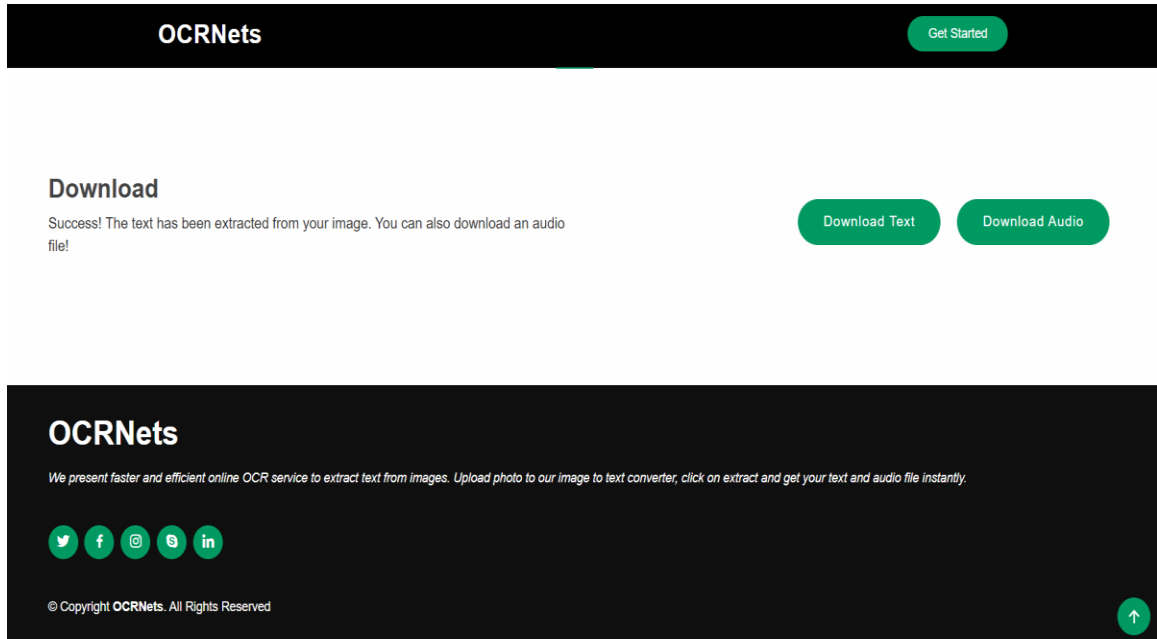 OCRNets
Get Started
Download
Success! The text has been extracted from your image. You can also download an audio
file!
Download Text
Download Audio
OCRNets
We present faster and efficient online OCR service to extract text from images. Upload photo to our image to text converter, click on extract and get your text and audio file instantly.
© Copyright OCRNets. All Rights Reserved